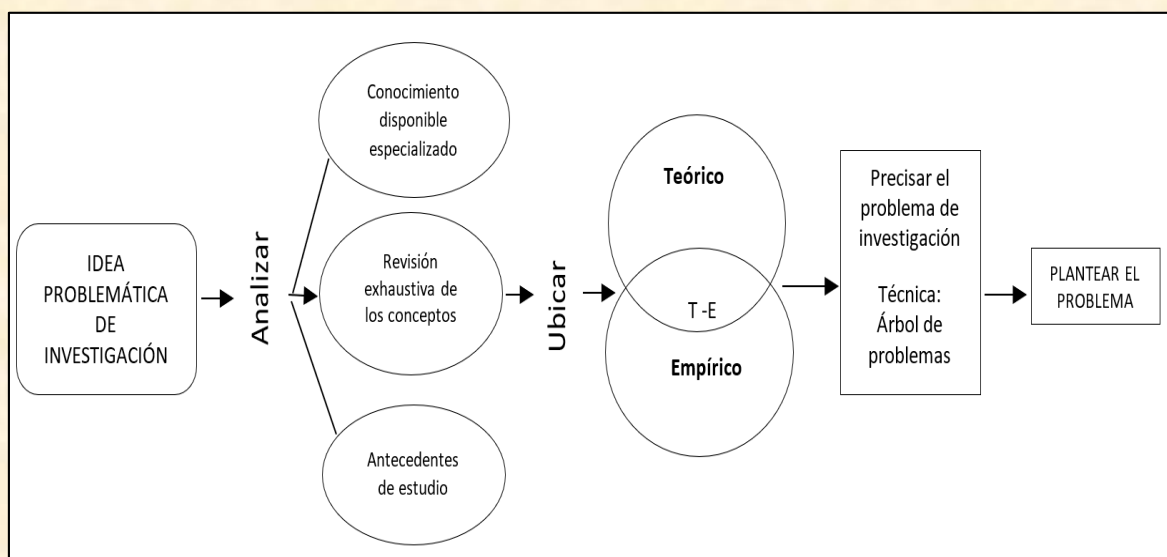 IDEA
PROBLEMÁTICA
DE
INVESTIGACIÓN
Analizar
Conocimiento
disponible
especializado
Revisión
exhaustiva de
los conceptos
Antecedentes
de estudio
Ubicar
Teórico
T -E
Empírico
Precisar el
problema de
investigación
Técnica:
Árbol de
problemas
PLANTEAR EL
PROBLEMA